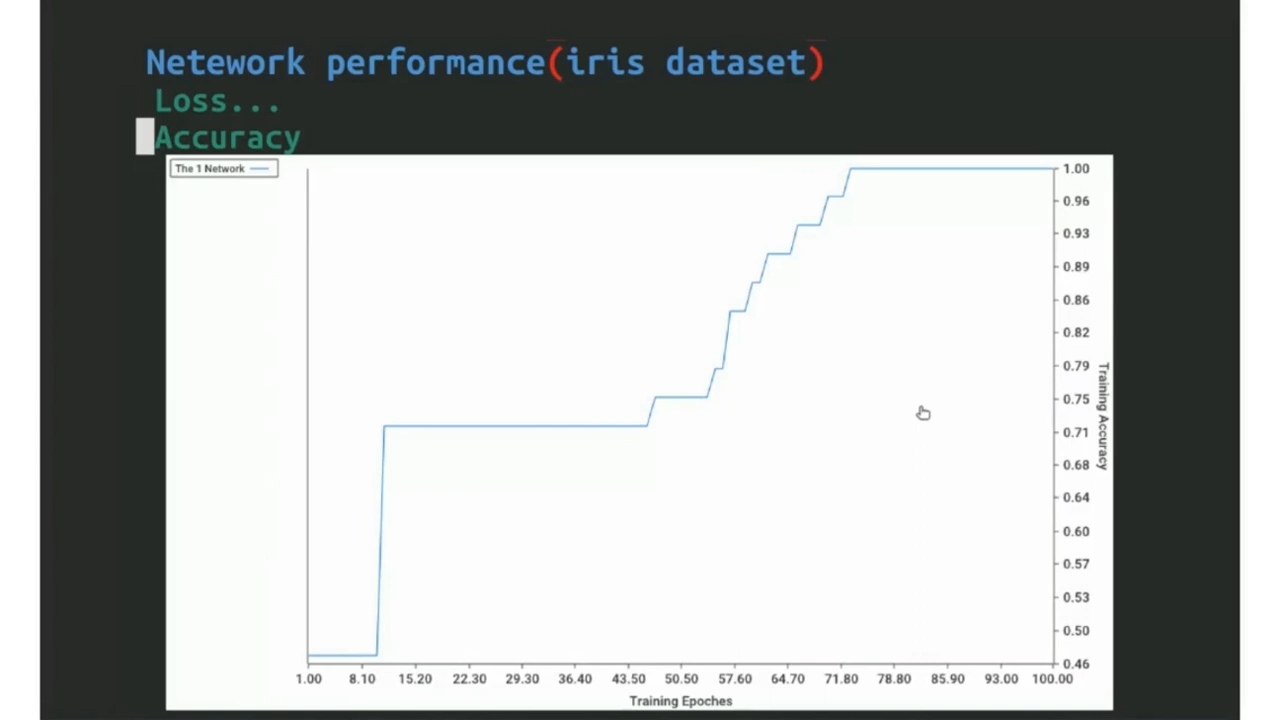 Netework performance(iris dataset)
Loss...
Accuracy
The 1 Network
1.00
0.96
0.93
0.89
0.86
0.82
0.79
0.75
0.71
0.68
0.64
0.60
0.57
0.53
0.50
0.46
Training Accuracy
1.00 8.10 15.20 22.30 29.30 36.40 43.50 50.50 57.60 64.70 71.80 78.80 85.90 93.00 100.00
Training Epoches